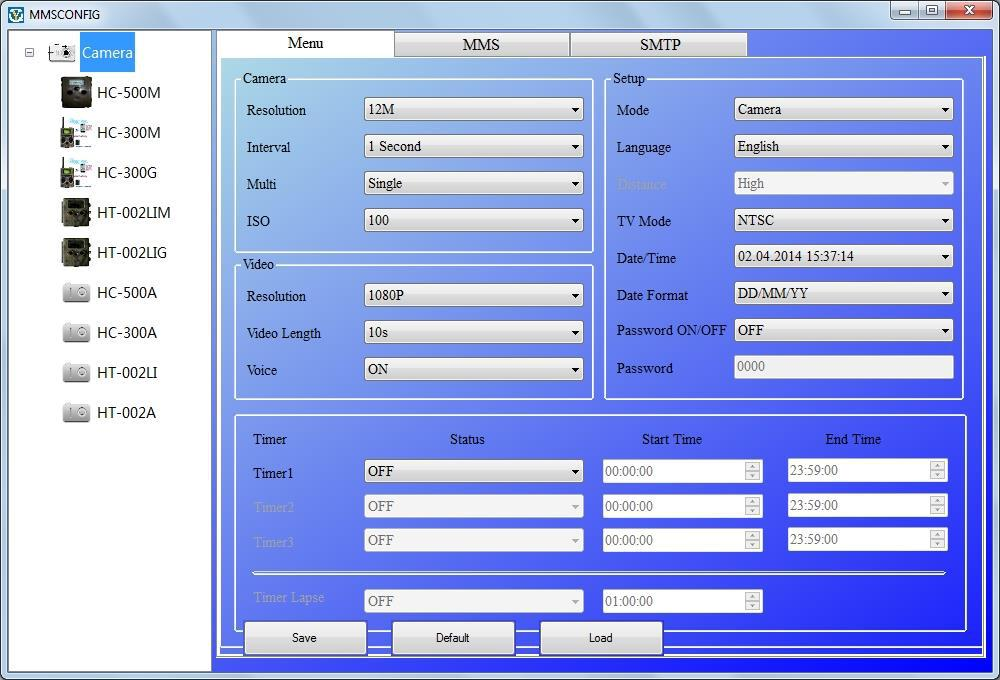 MMSCONFIG
Camera
HC-500M
HC-300M
HC-300G
HT-002LIM
HT-002LIG
HC-500A
HC-300A
HT-002LI
HT-002A
Menu MMS SMTP
Camera
Resolution 12M
Interval 1 Second
Multi Single
ISO 100
Video
Resolution 1080P
Video Length 10s
Voice ON
Setup
Mode Camera
Language English
Distance High
TV Mode NTSC
Date/Time 02.04.2014 15:37:14
Date Format DD/MM/YY
Password ON/OFF OFF
Password 0000
Timer Status Start Time End Time
Timer1 OFF 00:00:00 23:59:00
Timer2 OFF 00:00:00 23:59:00
Timer3 OFF 00:00:00 23:59:00
Timer Lapse OFF 01:00:00
Save Default Load